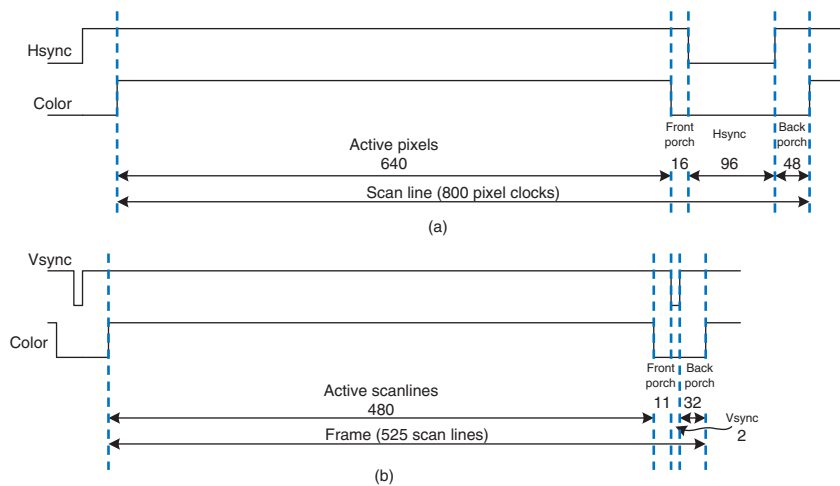 Hsync
Color
Front porch
Hsync
Back porch
Active pixels
640
16
96
48
Scan line (800 pixel clocks)
(a)
Vsync
Color
Front porch
Back porch
Active scanlines
480
11
32
Vsync
2
Frame (525 scan lines)
(b)